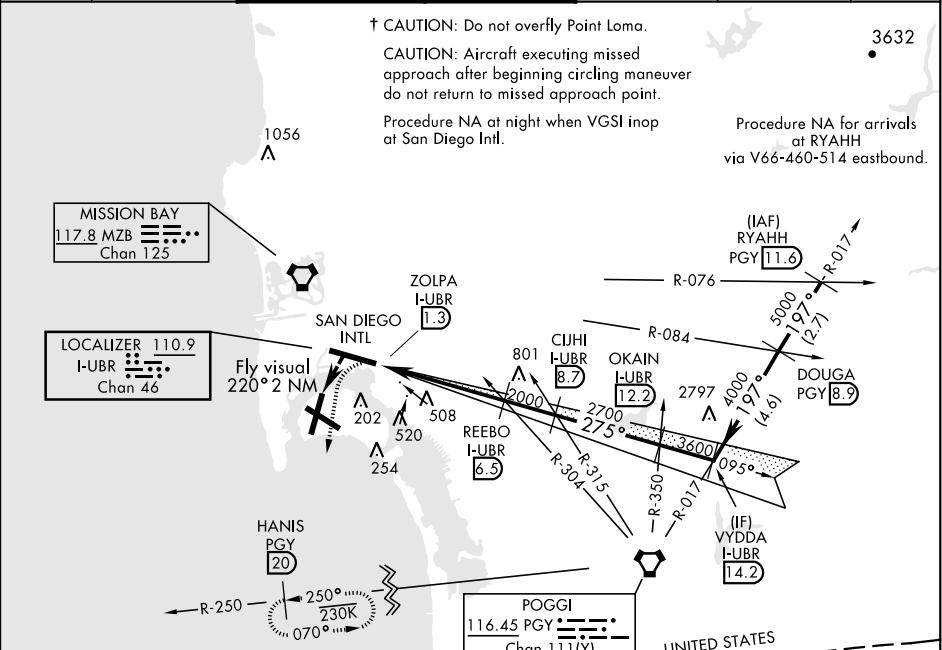 † CAUTION: Do not overfly Point Loma.
CAUTION: Aircraft executing missed
approach after beginning circling maneuver
do not return to missed approach point.
Procedure NA at night when VGSI inop
at San Diego Intl.
3632
Procedure NA for arrivals
at RYAHH
via V66-460-514 eastbound.
1056
MISSION BAY
117.8 MZB
Chan 125
(IAF)
RYAHH
PGY 11.6
R-017
R-076
5000
197°
(2.7)
ZOLPA
I-UBR
1.3
SAN DIEGO
INTL
LOCALIZER 110.9
I-UBR
Chan 46
Fly visual
220° 2 NM
R-084
DOUGA
PGY 8.9
4000
197°
(4.6)
CIJHI
I-UBR
8.7
OKAIN
I-UBR
12.2
801
2797
202
508
520
254
2000
2700
275°
3600
095°
REEBO
I-UBR
6.5
R-304
R-315
R-350
R-017
(IF)
VYDDA
I-UBR
14.2
HANIS
PGY
20
R-250
250°
230K
070°
POGGI
116.45 PGY
Chan 111(Y)
UNITED STATES